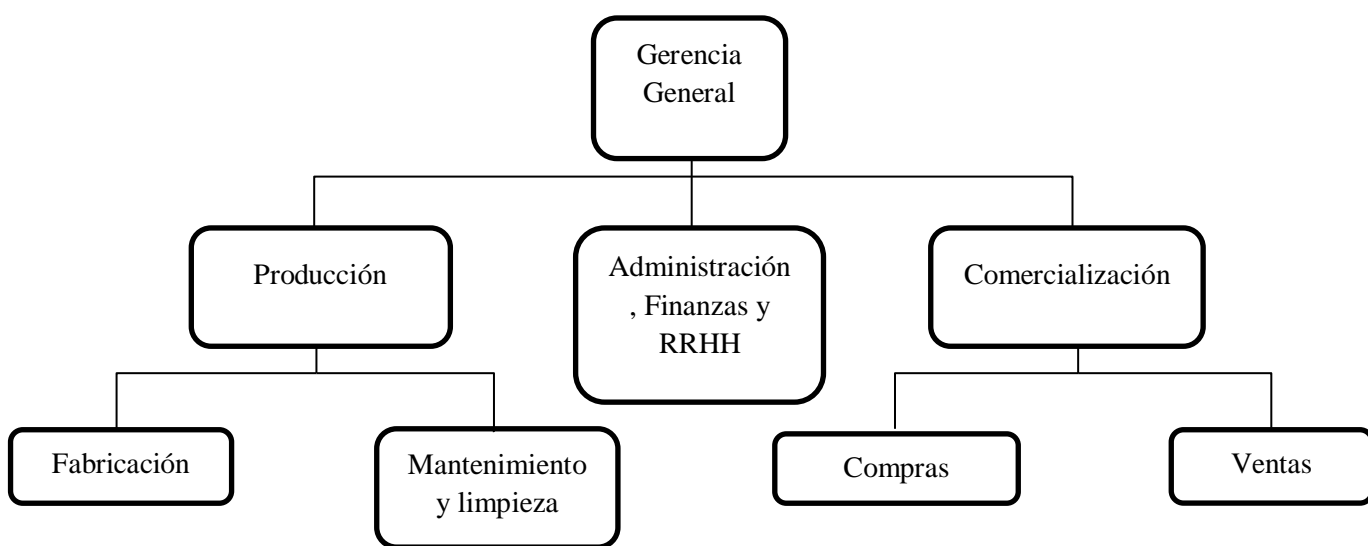 Gerencia
General
Producción
Administración
, Finanzas y
RRHH
Comercialización
Fabricación
Mantenimiento
y limpieza
Compras
Ventas